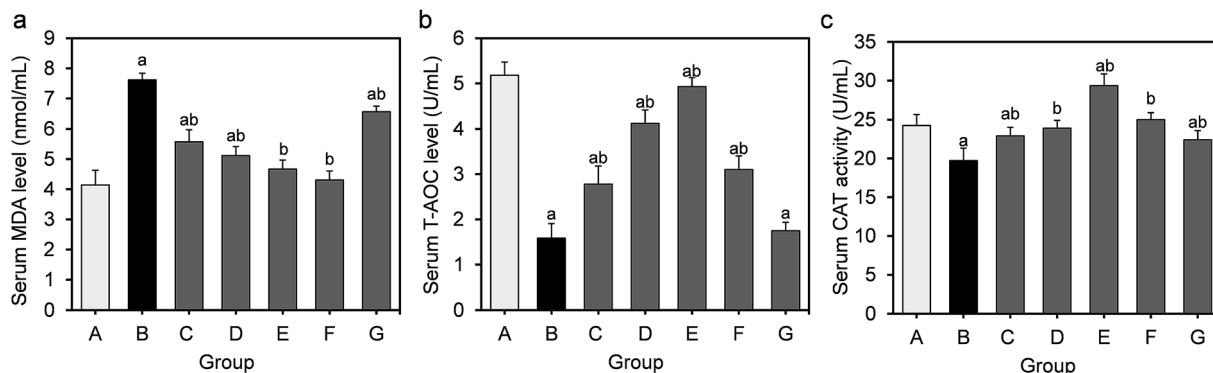 a
Serum MDA level (nmol/mL)
9
8
7
6
5
4
3
2
1
0
a
ab
ab
b
b
ab
A B C D E F G
Group
b
Serum T-AOC level (U/mL)
6
5
4
3
2
1
0
a
ab
ab
ab
ab
a
A B C D E F G
Group
c
Serum CAT activity (U/mL)
40
35
30
25
20
15
10
5
0
a
ab
b
ab
b
ab
A B C D E F G
Group